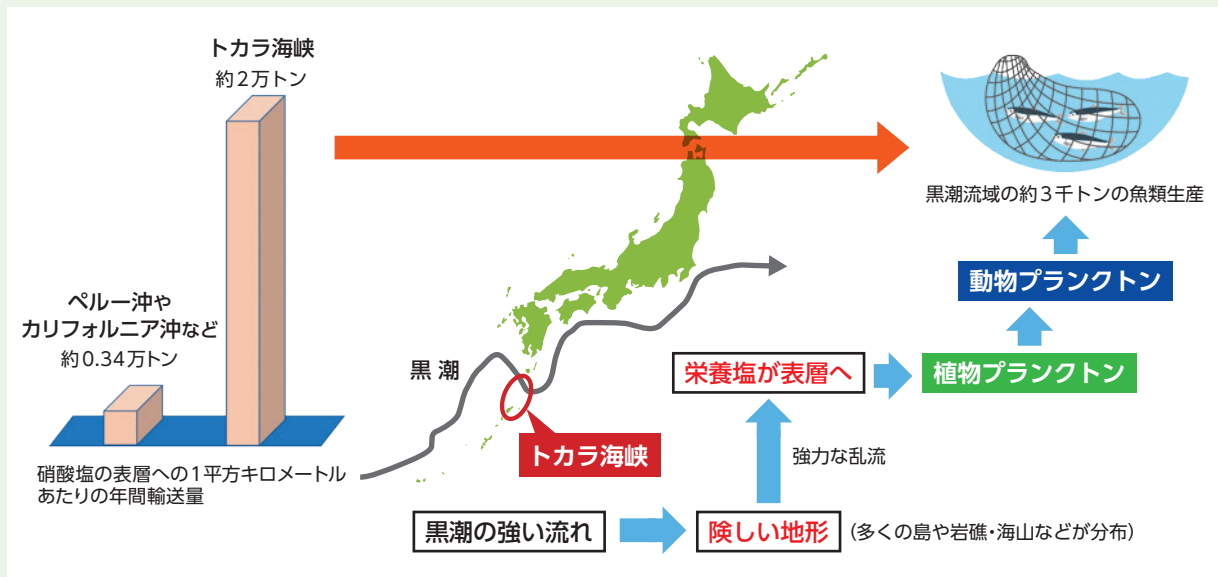 トカラ海峡
約2万トン
ペルー沖や
カリフォルニア沖など
約0.34万トン
硝酸塩の表層への1平方キロメートル
あたりの年間輸送量
黒潮
トカラ海峡
黒潮の強い流れ
険しい地形
(多くの島や岩礁・海山などが分布)
強力な乱流
栄養塩が表層へ
植物プランクトン
動物プランクトン
黒潮流域の約3千トンの魚類生産